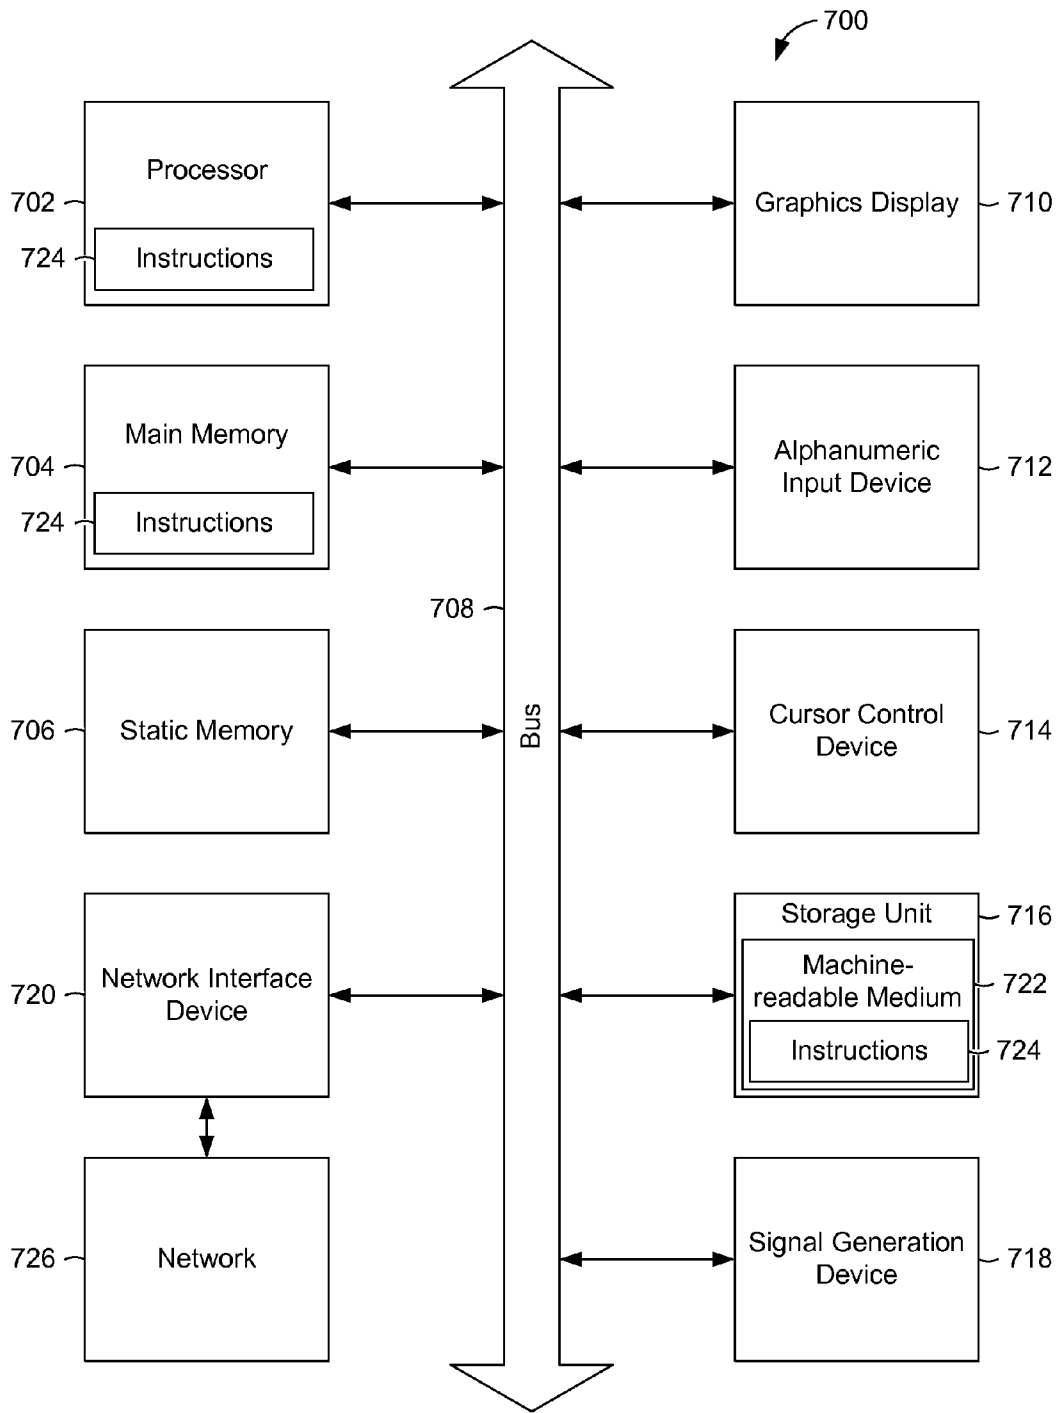 700
Processor
702
724
Instructions
Graphics Display
710
Main Memory
704
724
Instructions
Alphanumeric
Input Device
712
708
Bus
706
Static Memory
Cursor Control
Device
714
720
Network Interface
Device
Storage Unit
716
Machine-
readable Medium
722
Instructions
724
726
Network
Signal Generation
Device
718